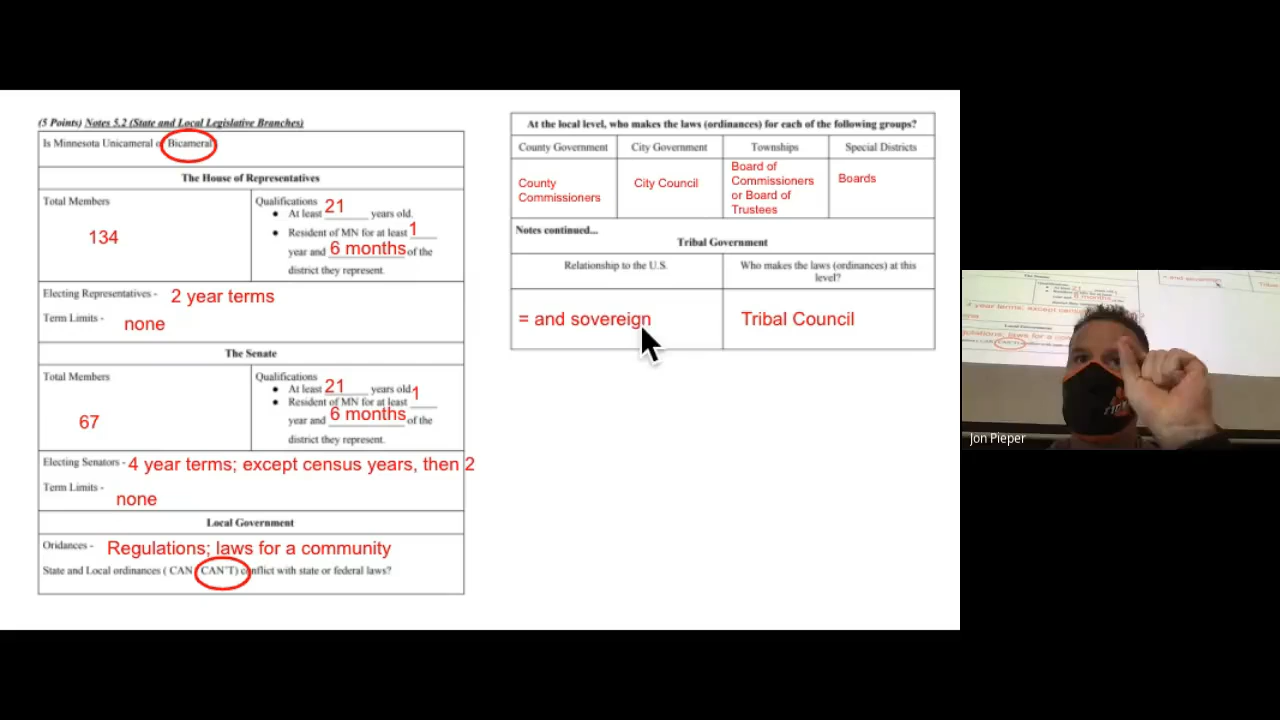 (5 Points) Notes 5.2 (State and Local Legislative Branches)
Is Minnesota Unicameral o Bicameral
The House of Representatives
Total Members
134
Qualifications
● At least 21 years old.
● Resident of MN for at least 1
year and 6 months of the
district they represent.
Electing Representatives - 2 year terms
Term Limits - none
The Senate
Total Members
67
Qualifications
● At least 21 years old.
● Resident of MN for at least 1
year and 6 months of the
district they represent.
Electing Senators - 4 year terms; except census years, then 2
Term Limits - none
Local Government
Oridances - Regulations; laws for a community
State and Local ordinances ( CAN CAN'T) conflict with state or federal laws?
At the local level, who makes the laws (ordinances) for each of the following groups?
County Government City Government Townships Special Districts
County
Commissioners
City Council
Board of
Commissioners
or Board of
Trustees
Boards
Notes continued...
Tribal Government
Relationship to the U.S.
Who makes the laws (ordinances) at this
level?
= and sovereign
Tribal Council
Jon Pieper